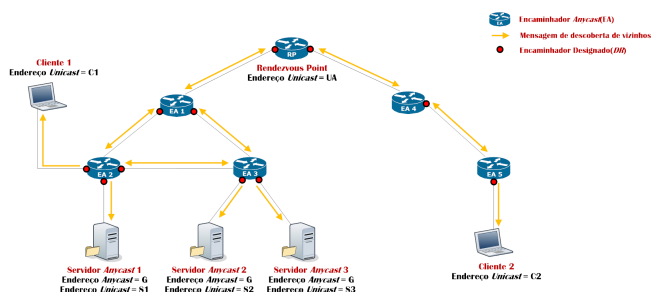 EA
Encaminhador Anycast(EA)
Mensagem de descoberta de vizinhos
Encaminhador Designado(DR)
RP
Rendezvous Point
Endereço Unicast = UA
Cliente 1
Endereço Unicast = C1
EA 1
EA 4
EA 2
EA 3
EA 5
Servidor Anycast 1
Endereço Anycast = G
Endereço Unicast = S1
Servidor Anycast 2
Endereço Anycast = G
Endereço Unicast = S2
Servidor Anycast 3
Endereço Anycast = G
Endereço Unicast = S3
Cliente 2
Endereço Unicast = C2